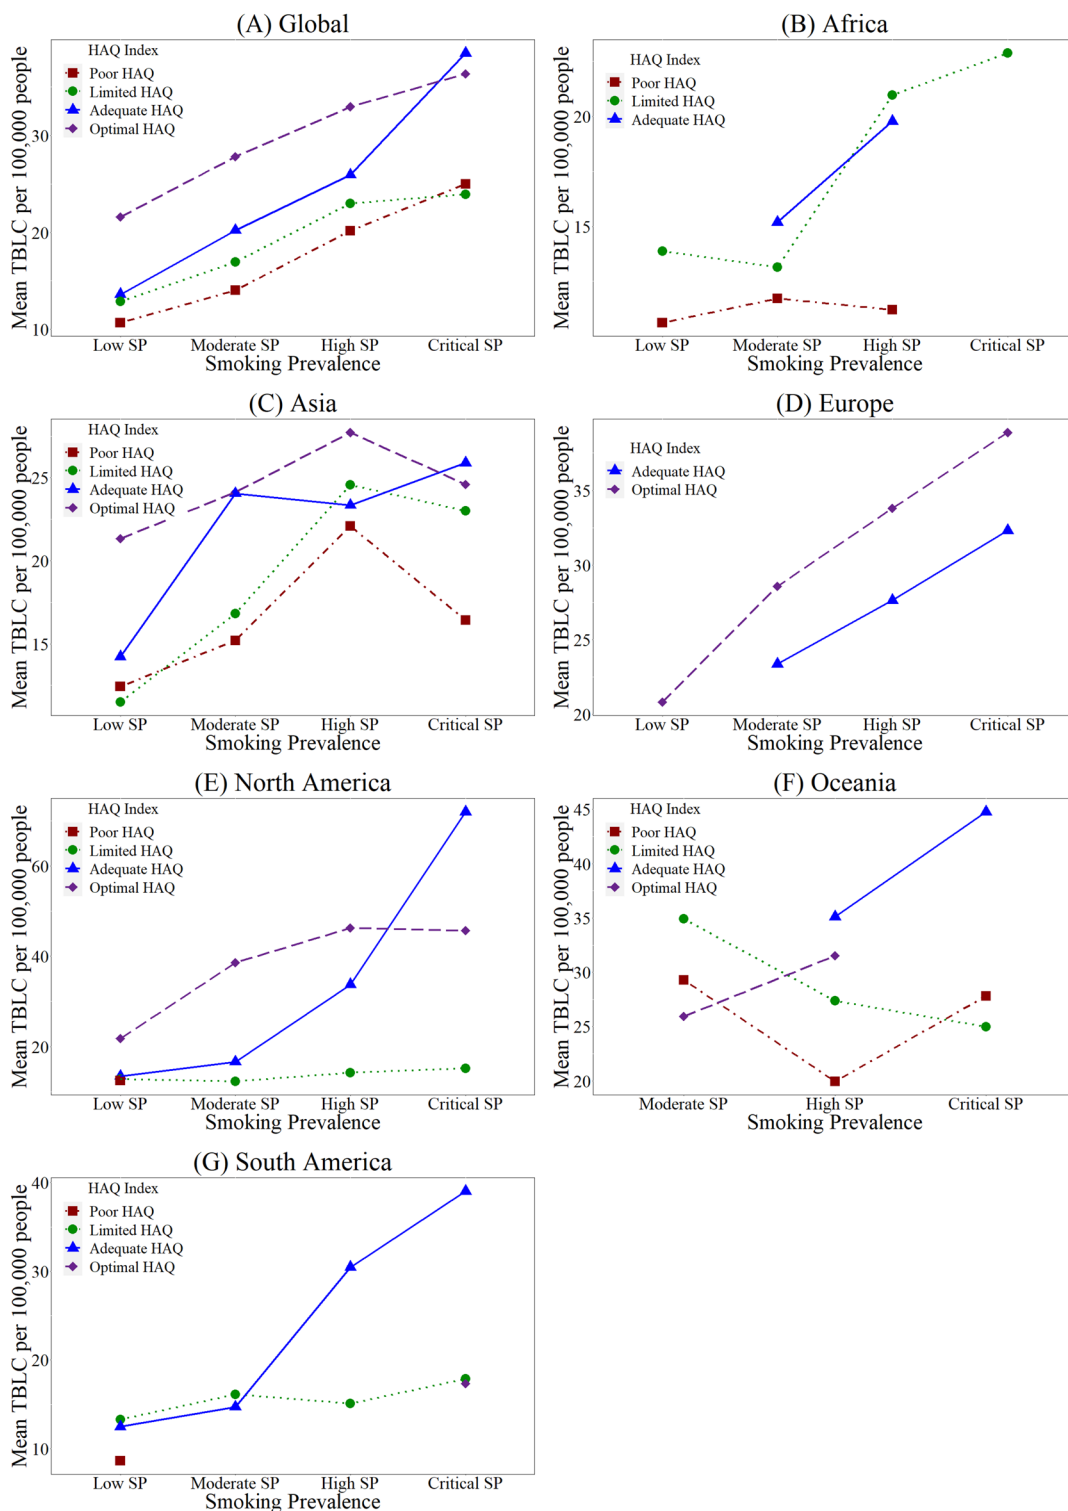 (A) Global
Mean TBLC per 100,000 people
HAQ Index
Poor HAQ
Limited HAQ
Adequate HAQ
Optimal HAQ
30
20
10
Low SP Moderate SP High SP Critical SP
Smoking Prevalence
(B) Africa
Mean TBLC per 100,000 people
HAQ Index
Poor HAQ
Limited HAQ
Adequate HAQ
20
15
Low SP Moderate SP High SP Critical SP
Smoking Prevalence
(C) Asia
Mean TBLC per 100,000 people
HAQ Index
Poor HAQ
Limited HAQ
Adequate HAQ
Optimal HAQ
25
20
15
Low SP Moderate SP High SP Critical SP
Smoking Prevalence
(D) Europe
Mean TBLC per 100,000 people
HAQ Index
Adequate HAQ
Optimal HAQ
35
30
25
20
Low SP Moderate SP High SP Critical SP
Smoking Prevalence
(E) North America
Mean TBLC per 100,000 people
HAQ Index
Poor HAQ
Limited HAQ
Adequate HAQ
Optimal HAQ
60
40
20
Low SP Moderate SP High SP Critical SP
Smoking Prevalence
(F) Oceania
Mean TBLC per 100,000 people
HAQ Index
Poor HAQ
Limited HAQ
Adequate HAQ
Optimal HAQ
45
40
35
30
25
20
Moderate SP High SP Critical SP
Smoking Prevalence
(G) South America
Mean TBLC per 100,000 people
HAQ Index
Poor HAQ
Limited HAQ
Adequate HAQ
Optimal HAQ
40
30
20
10
Low SP Moderate SP High SP Critical SP
Smoking Prevalence